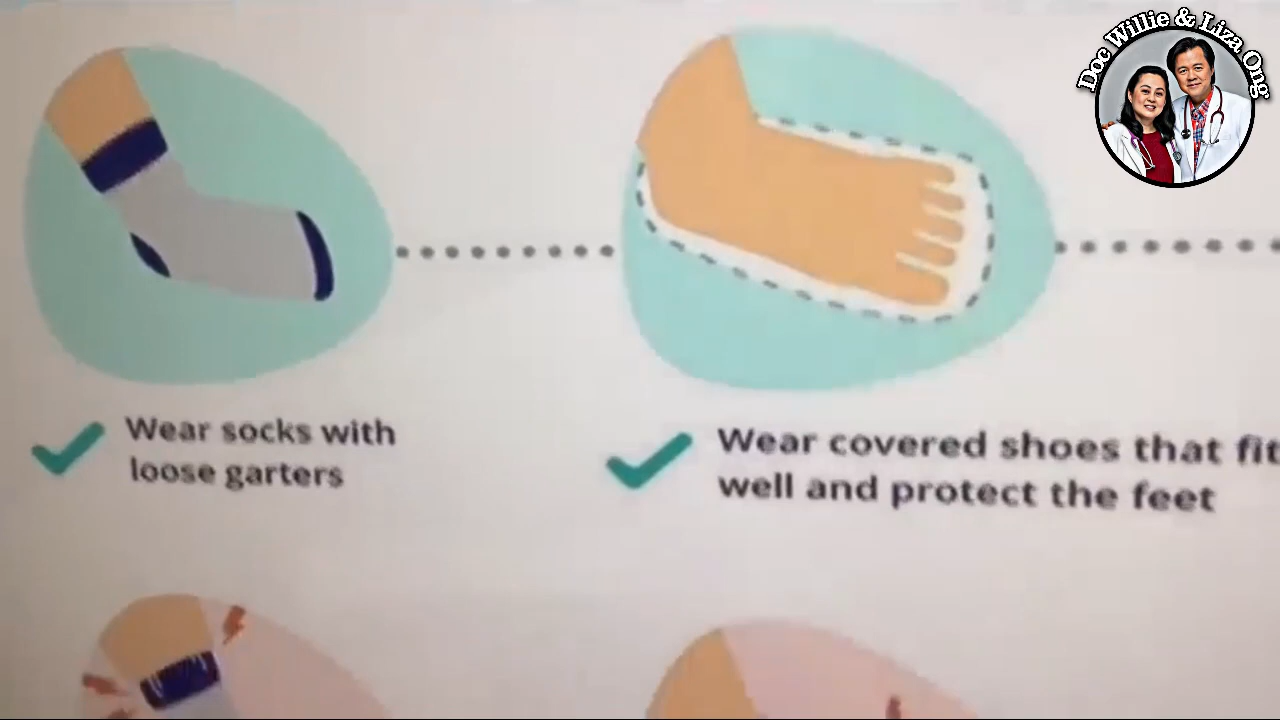 Doc Willie & Liza Ong
Wear socks with
loose garters
Wear covered shoes that fit
well and protect the feet